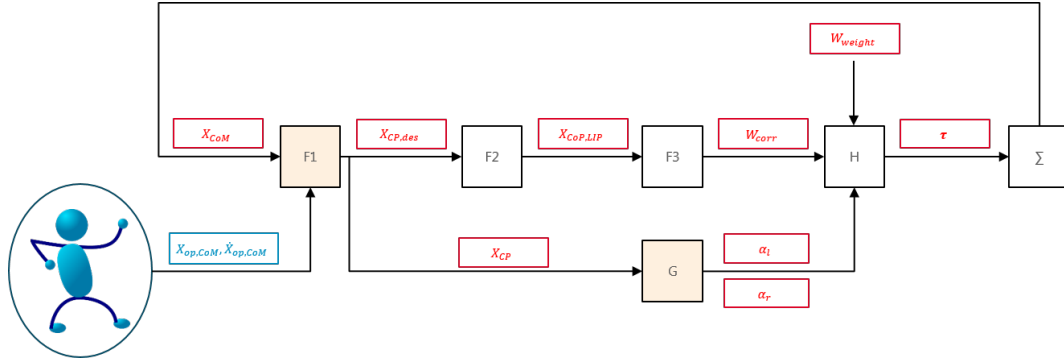 W_weight
X_CoM
F1
X_CP,des
F2
X_CoP,LIP
F3
W_corr
H
τ
Σ
X_op,CoM, Ẋ_op,CoM
X_CP
G
α_l
α_r